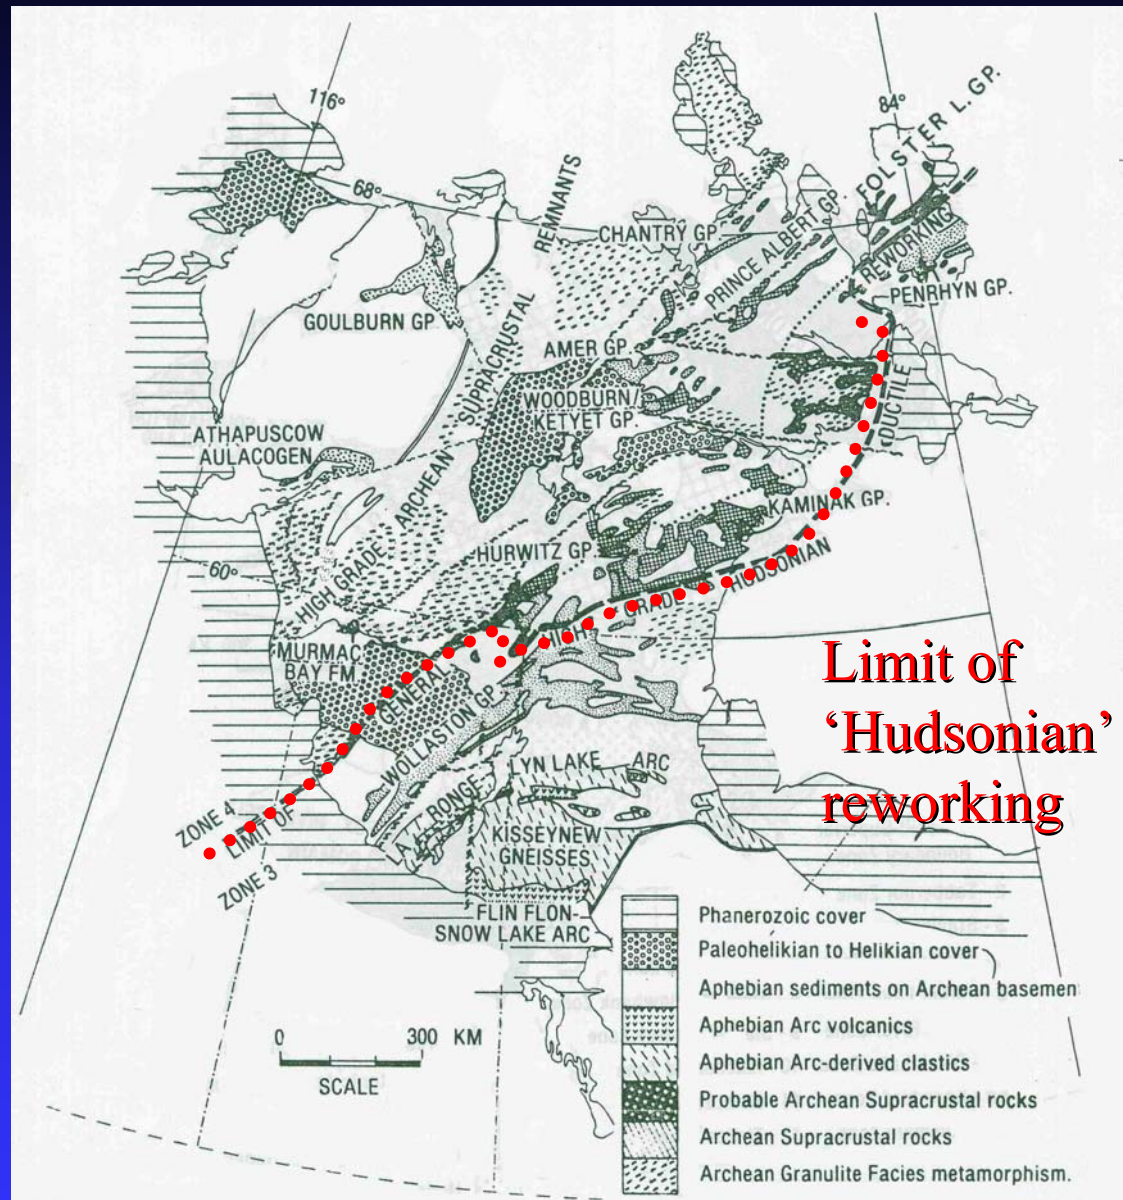 116°
84°
FOLSTER L. GP.
68°
REMNANTS
CHANTRY GP
PRINCE ALBERT GP.
REWORKING
PENRHYN GP.
GOULBURN GP
SUPRACRUSTAL
AMER GP.
WOODBURN/
KETYET GP.
DUCTILE
ATHAPUSCOW
AULACOGEN
ARCHEAN
KAMINAK GP.
HURWITZ GP.
HIGH GRADE
60°
HUDSONIAN
GRADE
HIGH
MURMAC
BAY FM
GENERAL
WOLLASTON GP
Limit of
‘Hudsonian’
reworking
LYN LAKE ARC
RONGE
KISSEYNEW
GNEISSES
ZONE 4
LIMIT OF
ZONE 3
FLIN FLON-
SNOW LAKE ARC
Phanerozoic cover
Paleohelikian to Helikian cover
Aphebian sediments on Archean basemen
Aphebian Arc volcanics
Aphebian Arc-derived clastics
Probable Archean Supracrustal rocks
Archean Supracrustal rocks
Archean Granulite Facies metamorphism.
0 300 KM
SCALE